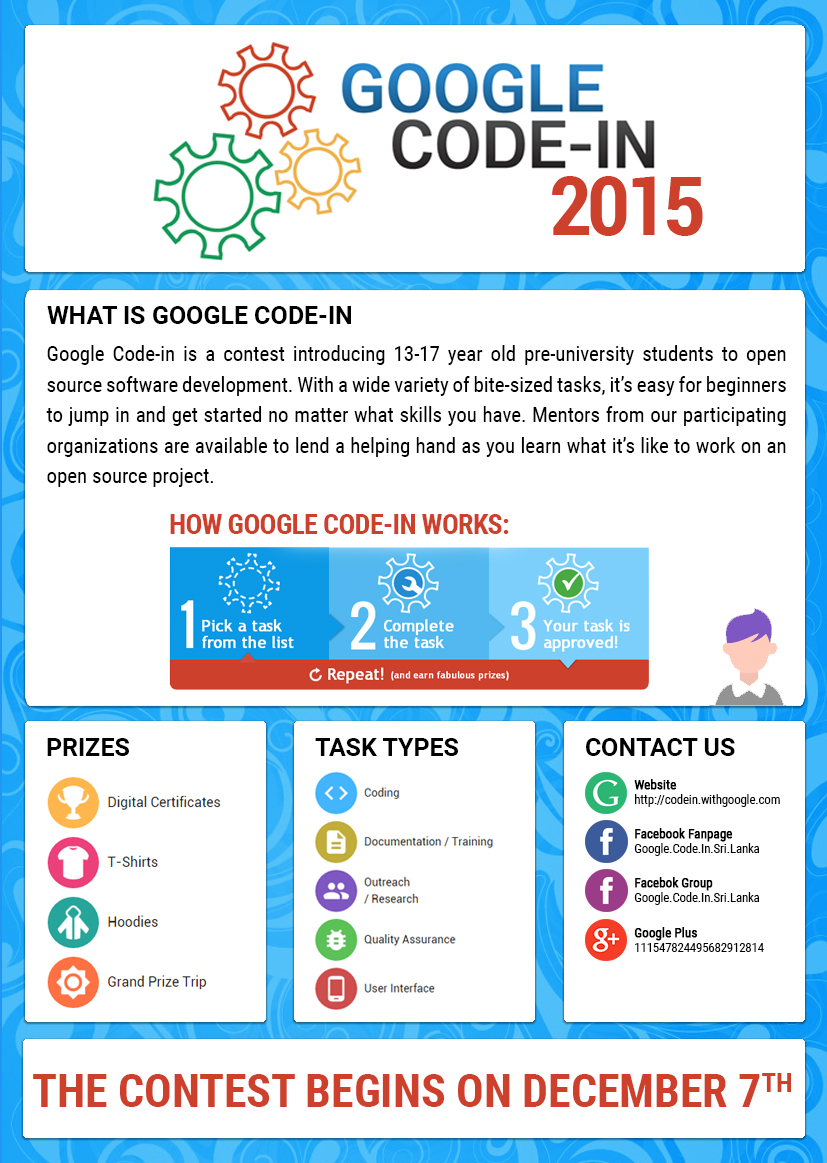 GOOGLE
CODE-IN
2015
WHAT IS GOOGLE CODE-IN
Google Code-in is a contest introducing 13-17 year old pre-university students to open
source software development. With a wide variety of bite-sized tasks, it's easy for beginners
to jump in and get started no matter what skills you have. Mentors from our participating
organizations are available to lend a helping hand as you learn what it's like to work on an
open source project.
HOW GOOGLE CODE-IN WORKS:
1 Pick a task
from the list
2 Complete
the task
3 Your task is
approved!
Repeat! (and earn fabulous prizes)
PRIZES
Digital Certificates
T-Shirts
Hoodies
Grand Prize Trip
TASK TYPES
Coding
Documentation / Training
Outreach
/ Research
Quality Assurance
User Interface
CONTACT US
G
Website
http://codein.withgoogle.com
f
Facebook Fanpage
Google.Code.In.Sri.Lanka
f
Facebok Group
Google.Code.In.Sri.Lanka
g+
Google Plus
111547824495682912814
THE CONTEST BEGINS ON DECEMBER 7TH